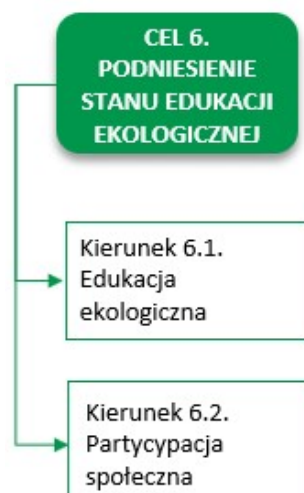 CEL 6.
PODNIESIENIE
STANU EDUKACJI
EKOLOGICZNEJ
Kierunek 6.1.
Edukacja
ekologiczna
Kierunek 6.2.
Partycypacja
społeczna